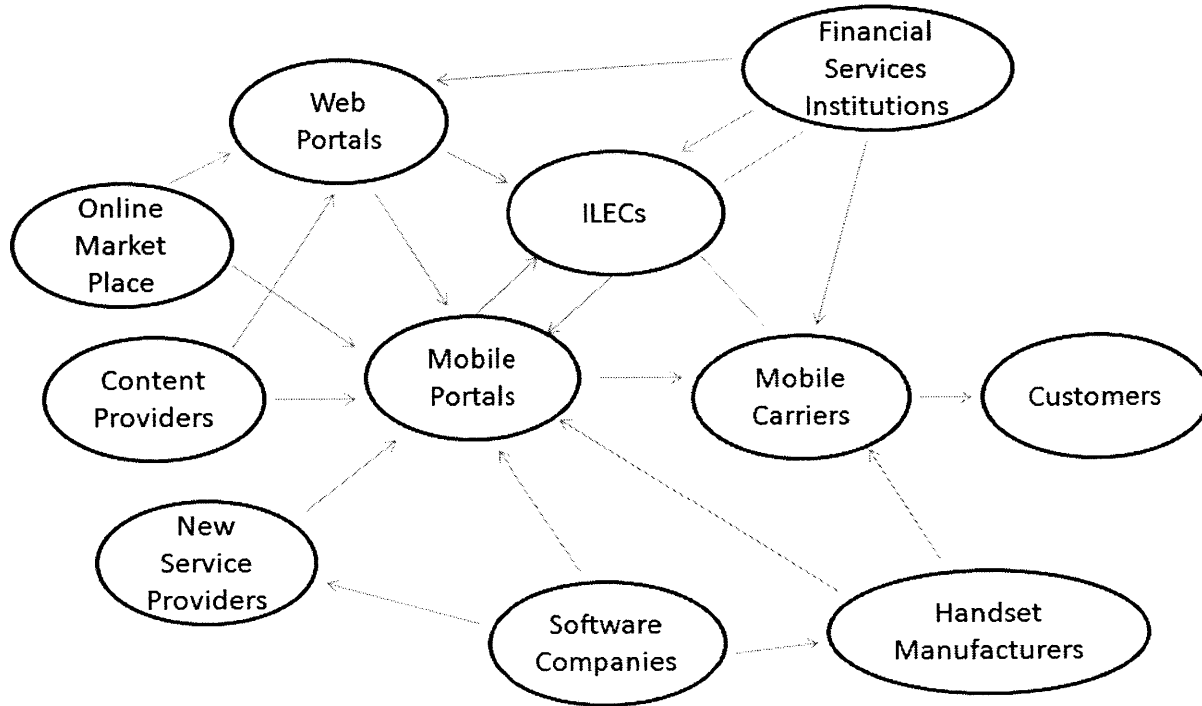 Financial
Services
Institutions
Web
Portals
ILECs
Online
Market
Place
Mobile
Portals
Content
Providers
Mobile
Carriers
Customers
New
Service
Providers
Software
Companies
Handset
Manufacturers